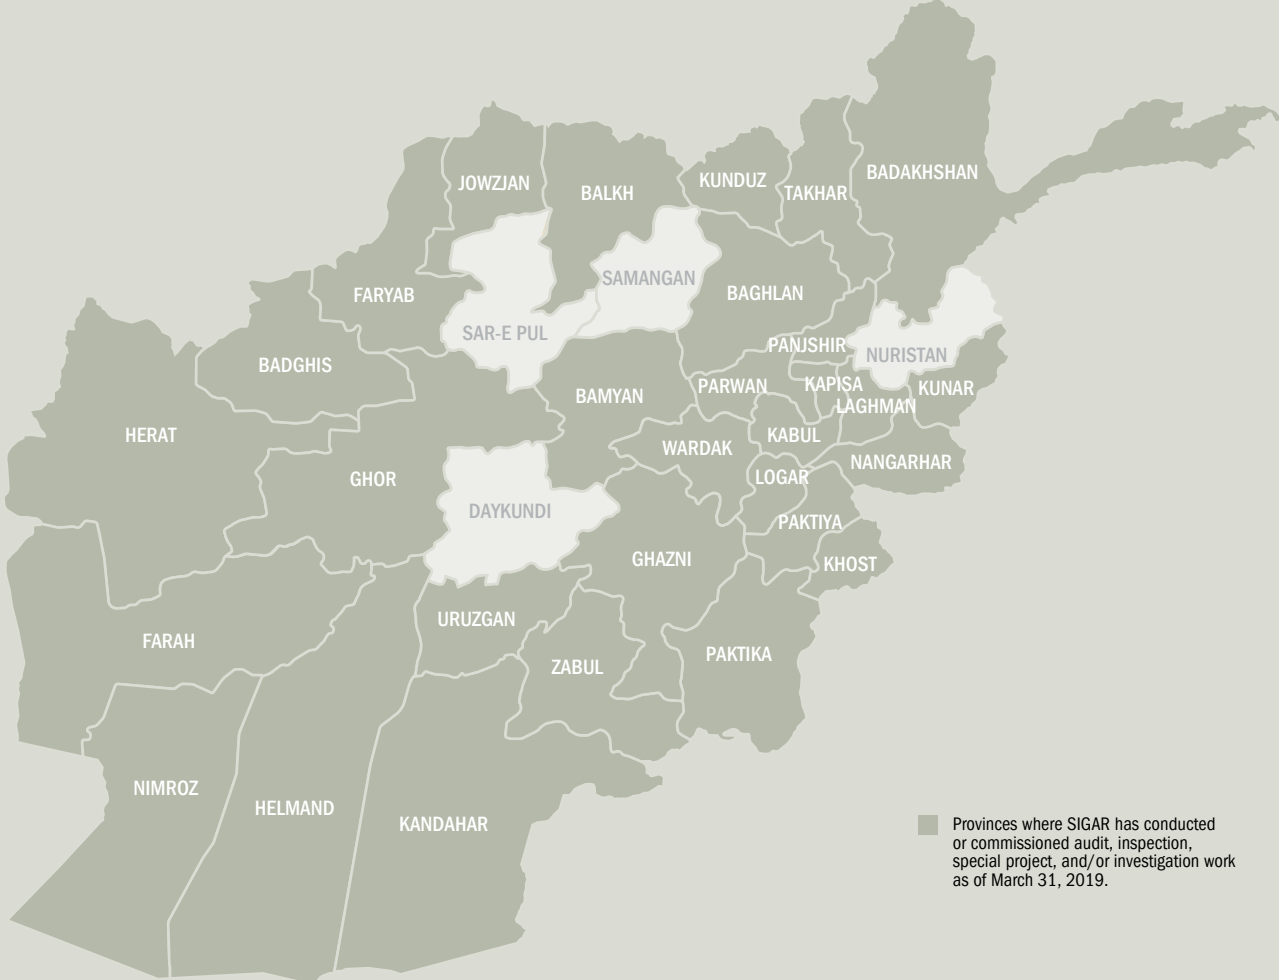 BADAKHSHAN
JOWZJAN
BALKH
KUNDUZ
TAKHAR
SAMANGAN
FARYAB
BAGHLAN
SAR-E PUL
PANJSHIR
NURISTAN
BADGHIS
BAMYAN
PARWAN
KAPISA
KUNAR
LAGHMAN
HERAT
WARDAK
KABUL
NANGARHAR
GHOR
LOGAR
DAYKUNDI
PAKTIYA
GHAZNI
KHOST
URUZGAN
FARAH
ZABUL
PAKTIKA
NIMROZ
HELMAND
KANDAHAR
Provinces where SIGAR has conducted
or commissioned audit, inspection,
special project, and/or investigation work
as of March 31, 2019.